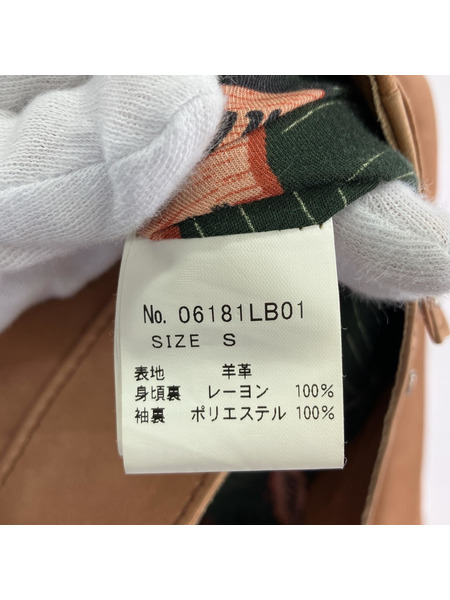 No. 06181LB01
SIZE S
表地 羊革
身頃裏 レーヨン 100%
袖裏 ポリエステル 100%